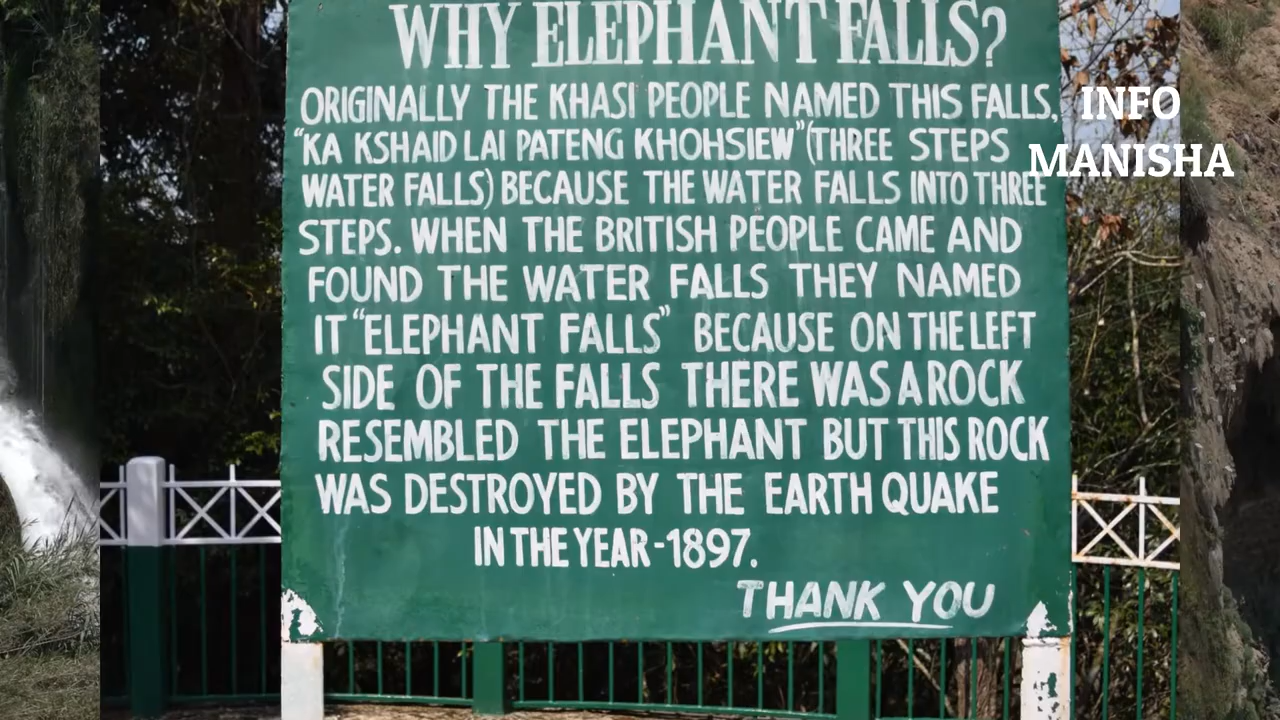 WHY ELEPHANT FALLS?
ORIGINALLY THE KHASI PEOPLE NAMED THIS FALLS,
"KA KSHAID LAI PATENG KHOHSIEW" (THREE STEPS
WATER FALLS) BECAUSE THE WATER FALLS INTO THREE
STEPS. WHEN THE BRITISH PEOPLE CAME AND
FOUND THE WATER FALLS THEY NAMED
IT "ELEPHANT FALLS" BECAUSE ON THE LEFT
SIDE OF THE FALLS THERE WAS A ROCK
RESEMBLED THE ELEPHANT BUT THIS ROCK
WAS DESTROYED BY THE EARTH QUAKE
IN THE YEAR-1897.
THANK YOU
INFO
MANISHA